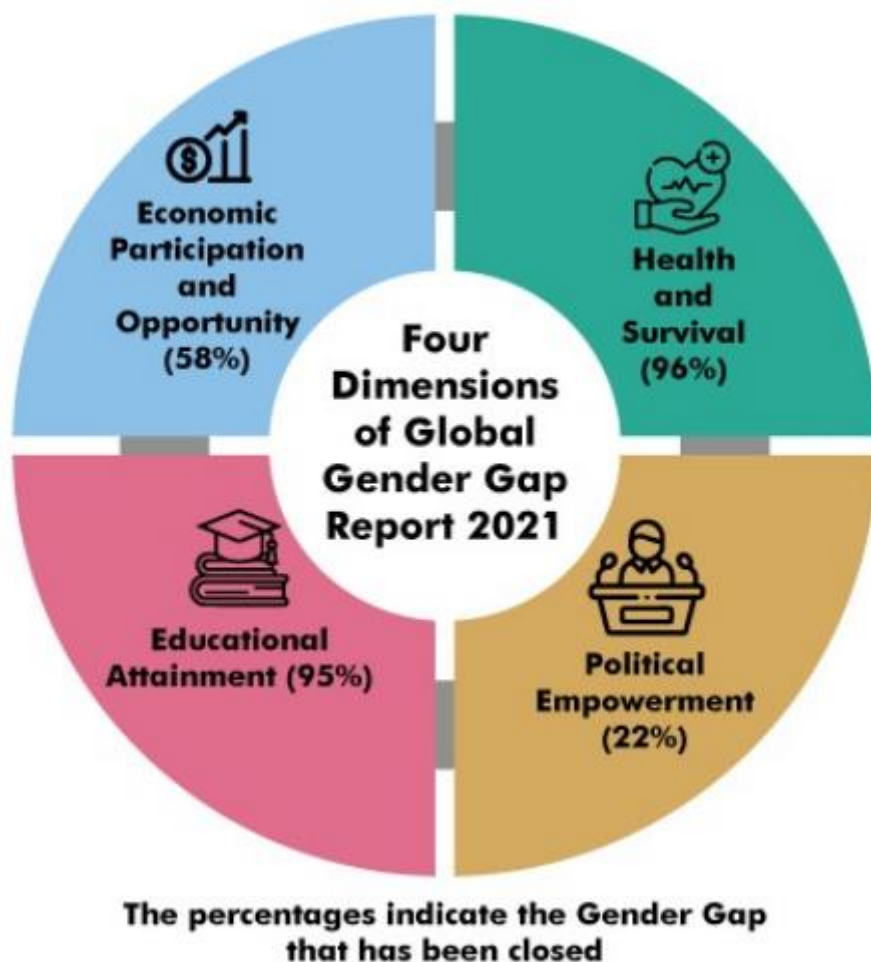 Economic
Participation
and
Opportunity
(58%)
Health
and
Survival
(96%)
Four
Dimensions
of Global
Gender Gap
Report 2021
Educational
Attainment (95%)
Political
Empowerment
(22%)
The percentages indicate the Gender Gap
that has been closed